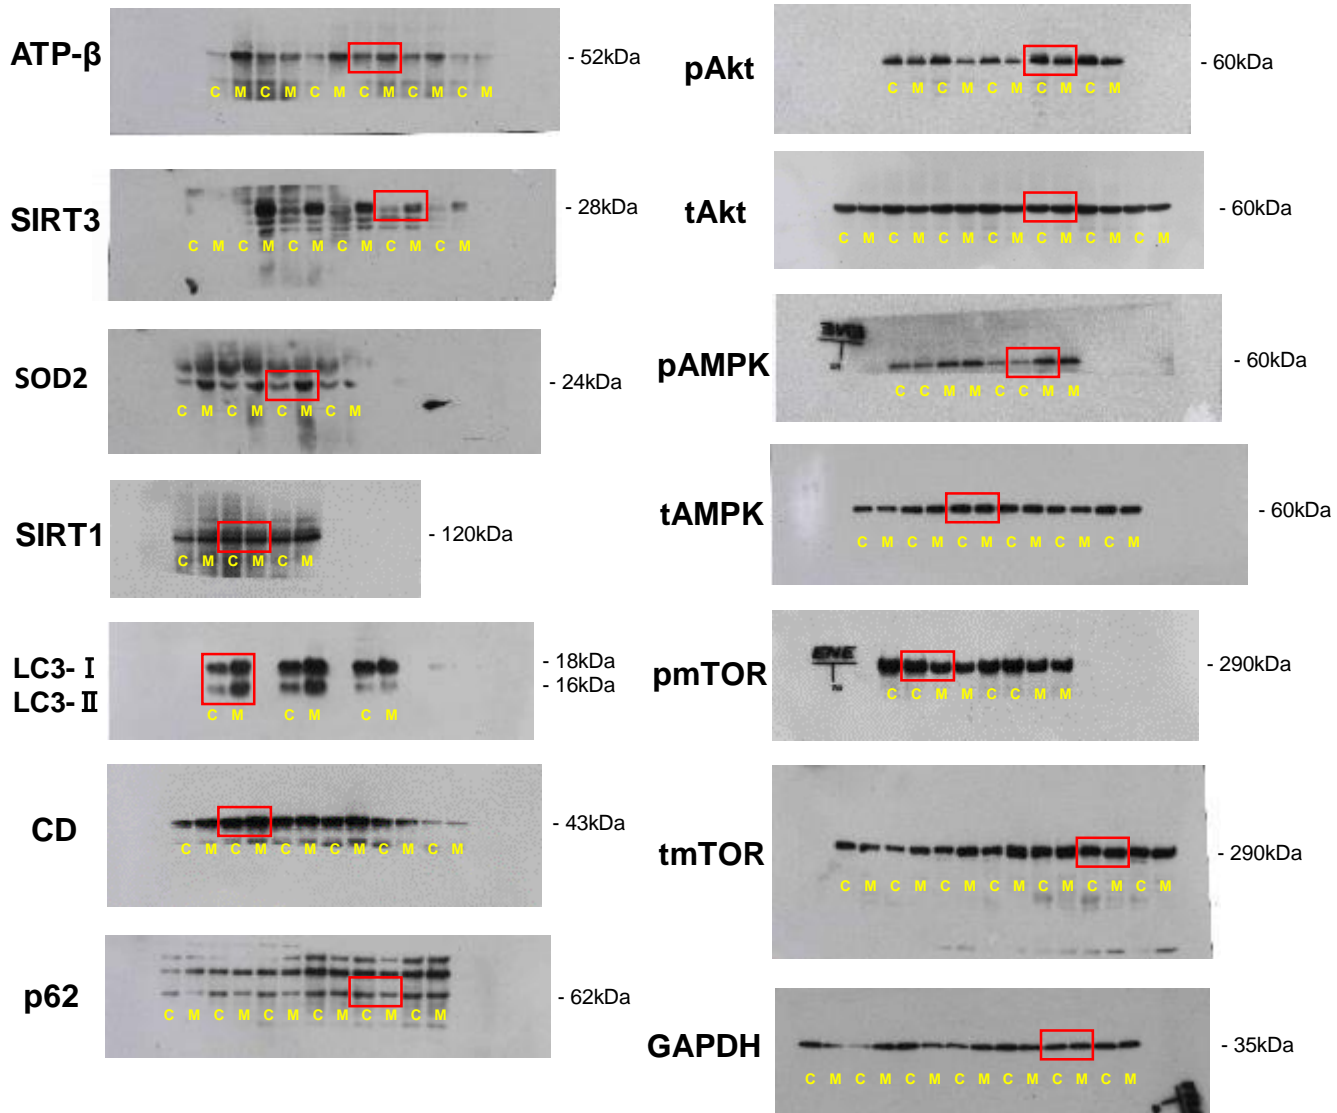 ATP-β
- 52kDa
C M C M C M C M C M C M
SIRT3
- 28kDa
C M C M C M C M C M C M
SOD2
- 24kDa
C M C M C M C M
SIRT1
- 120kDa
C M C M C M
LC3- Ⅰ
- 18kDa
LC3- Ⅱ
- 16kDa
C M C M C M
CD
- 43kDa
C M C M C M C M C M C M
p62
- 62kDa
C M C M C M C M C M C M
pAkt
- 60kDa
C M C M C M C M C M
tAkt
- 60kDa
C M C M C M C M C M C M C M
pAMPK
- 60kDa
C C M M C C M M
tAMPK
- 60kDa
C M C M C M C M C M C M
pmTOR
- 290kDa
C C M M C C M M
tmTOR
- 290kDa
C M C M C M C M C M C M C M
GAPDH
- 35kDa
C M C M C M C M C M C M C M